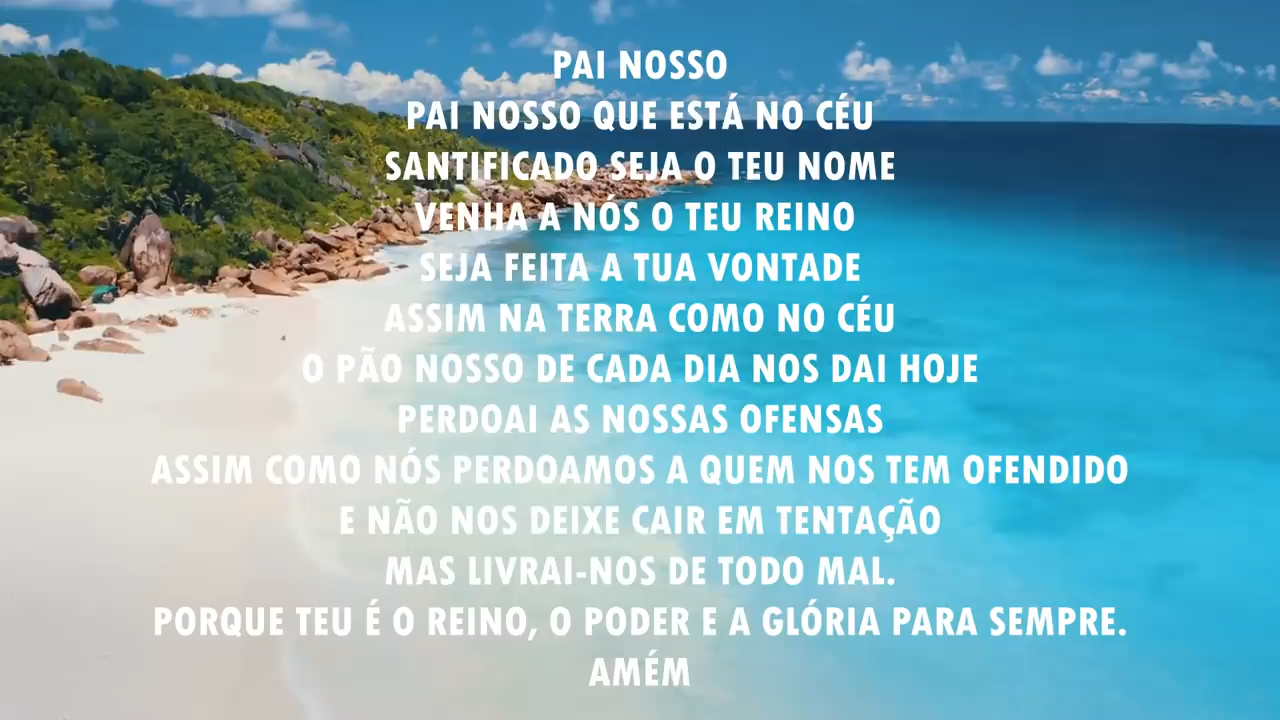 PAI NOSSO
PAI NOSSO QUE ESTÁ NO CÉU
SANTIFICADO SEJA O TEU NOME
VENHA A NÓS O TEU REINO
SEJA FEITA A TUA VONTADE
ASSIM NA TERRA COMO NO CÉU
O PÃO NOSSO DE CADA DIA NOS DAI HOJE
PERDOAI AS NOSSAS OFENSAS
ASSIM COMO NÓS PERDOAMOS A QUEM NOS TEM OFENDIDO
E NÃO NOS DEIXE CAIR EM TENTAÇÃO
MAS LIVRAI-NOS DE TODO MAL.
PORQUE TEU É O REINO, O PODER E A GLÓRIA PARA SEMPRE.
AMÉM